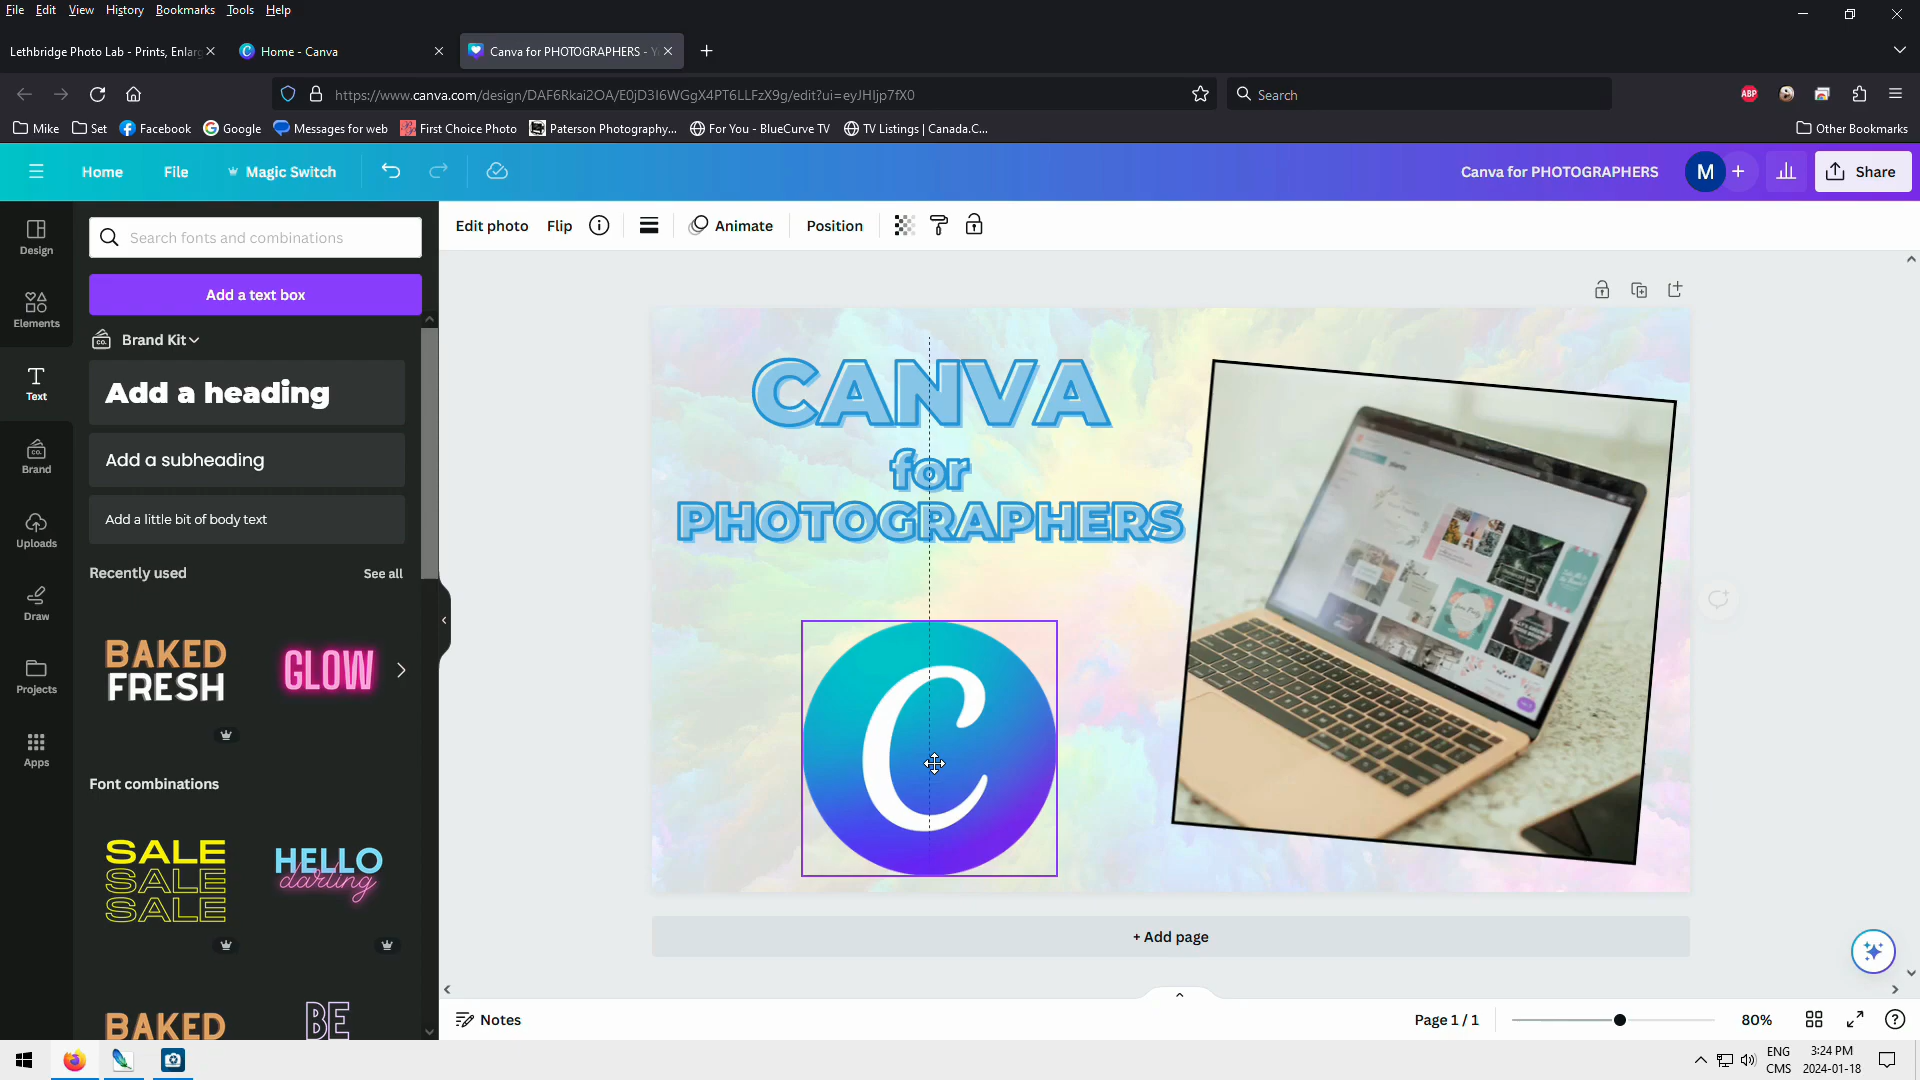 File Edit View History Bookmarks Tools Help
Lethbridge Photo Lab - Prints, Enlar
Home - Canva
Canva for PHOTOGRAPHERS - Y
https://www.canva.com/design/DAF6Rkai2OA/E0jD3I6WGgX4PT6LLFzX9g/edit?ui=eyJHIjp7fX0
Search
ABP
Mike Set Facebook Google Messages for web First Choice Photo Paterson Photography... For You - BlueCurve TV TV Listings | Canada.C... Other Bookmarks
Home File Magic Switch
Canva for PHOTOGRAPHERS
M
Share
Design
Elements
Text
Brand
Uploads
Draw
Projects
Apps
Search fonts and combinations
Add a text box
CO.
Brand Kit
Add a heading
Add a subheading
Add a little bit of body text
Recently used
See all
BAKED
FRESH
GLOW
Font combinations
SALE
SALE
SALE
HELLO
darling
BAKED
BE
Edit photo Flip Animate Position
CANVA
for
PHOTOGRAPHERS
C
+ Add page
Notes
Page 1 / 1
80%
ENG
CMS
3:24 PM
2024-01-18